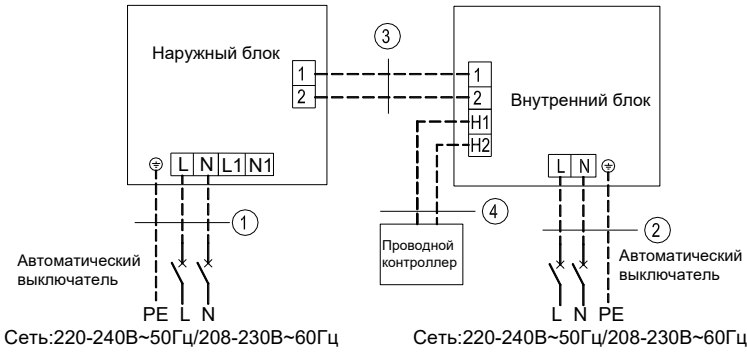 Наружный блок
1
2
L N L1 N1
1
Автоматический
выключатель
PE L N
Сеть:220-240В~50Гц/208-230В~60Гц
3
1
2
H1
H2
Внутренний блок
L N
4
Проводной
контроллер
2
Автоматический
выключатель
L N PE
Сеть:220-240В~50Гц/208-230В~60Гц